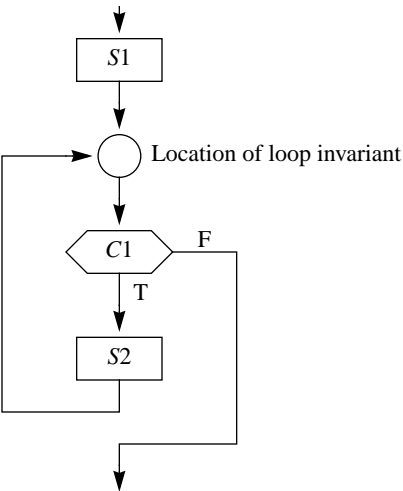 S1
Location of loop invariant
C1
F
T
S2